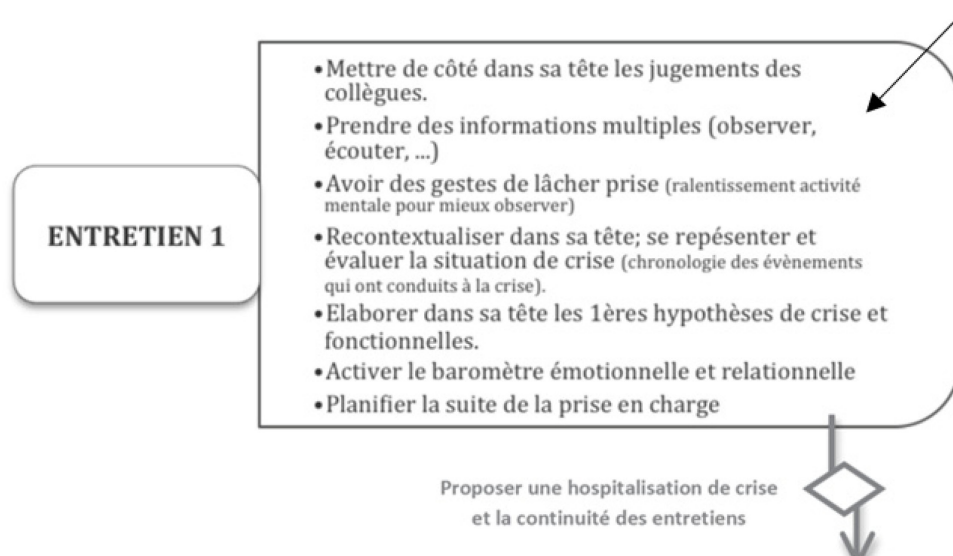 •Mettre de côté dans sa tête les jugements des
collègues.
•Prendre des informations multiples (observer,
écouter, ...)
•Avoir des gestes de lâcher prise (ralentissement activité
mentale pour mieux observer)
ENTRETIEN 1
•Recontextualiser dans sa tête; se repésenter et
évaluer la situation de crise (chronologie des évènements
qui ont conduits à la crise).
•Elaborer dans sa tête les 1ères hypothèses de crise et
fonctionnelles.
•Activer le baromètre émotionnelle et relationnelle
•Planifier la suite de la prise en charge
Proposer une hospitalisation de crise
et la continuité des entretiens